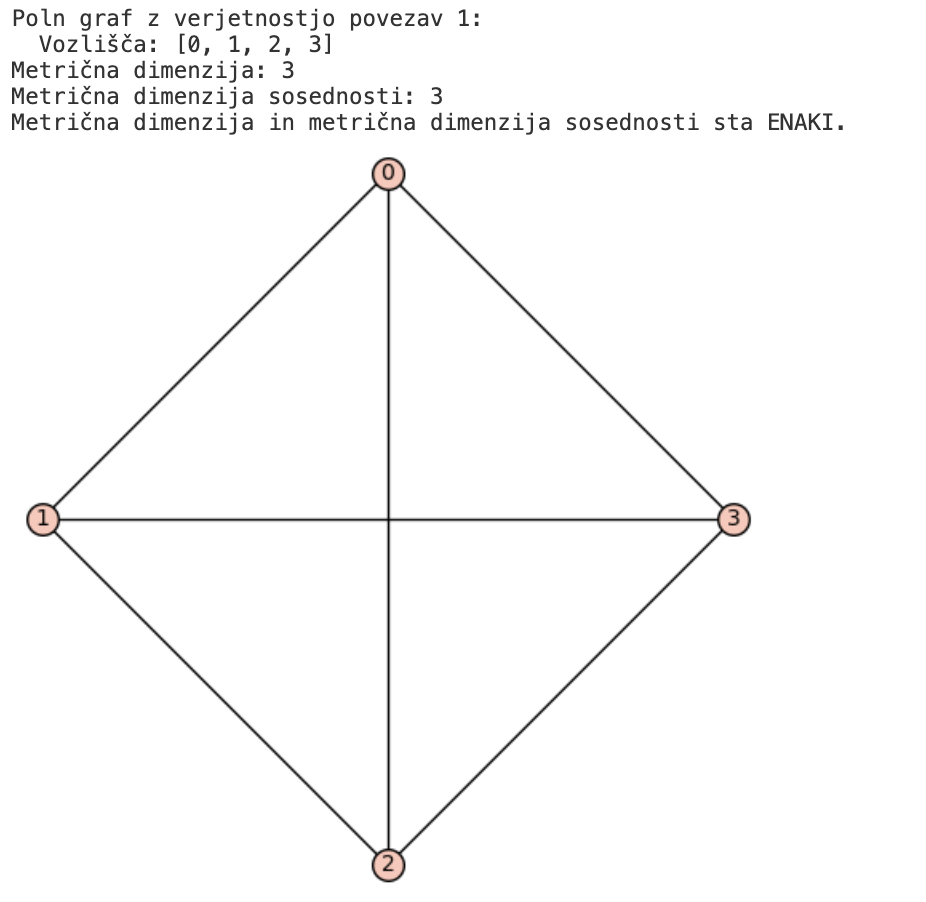 Poln graf z verjetnostjo povezav 1:
Vozlišča: [0, 1, 2, 3]
Metrična dimenzija: 3
Metrična dimenzija sosednosti: 3
Metrična dimenzija in metrična dimenzija sosednosti sta ENAKI.
0
1
3
2